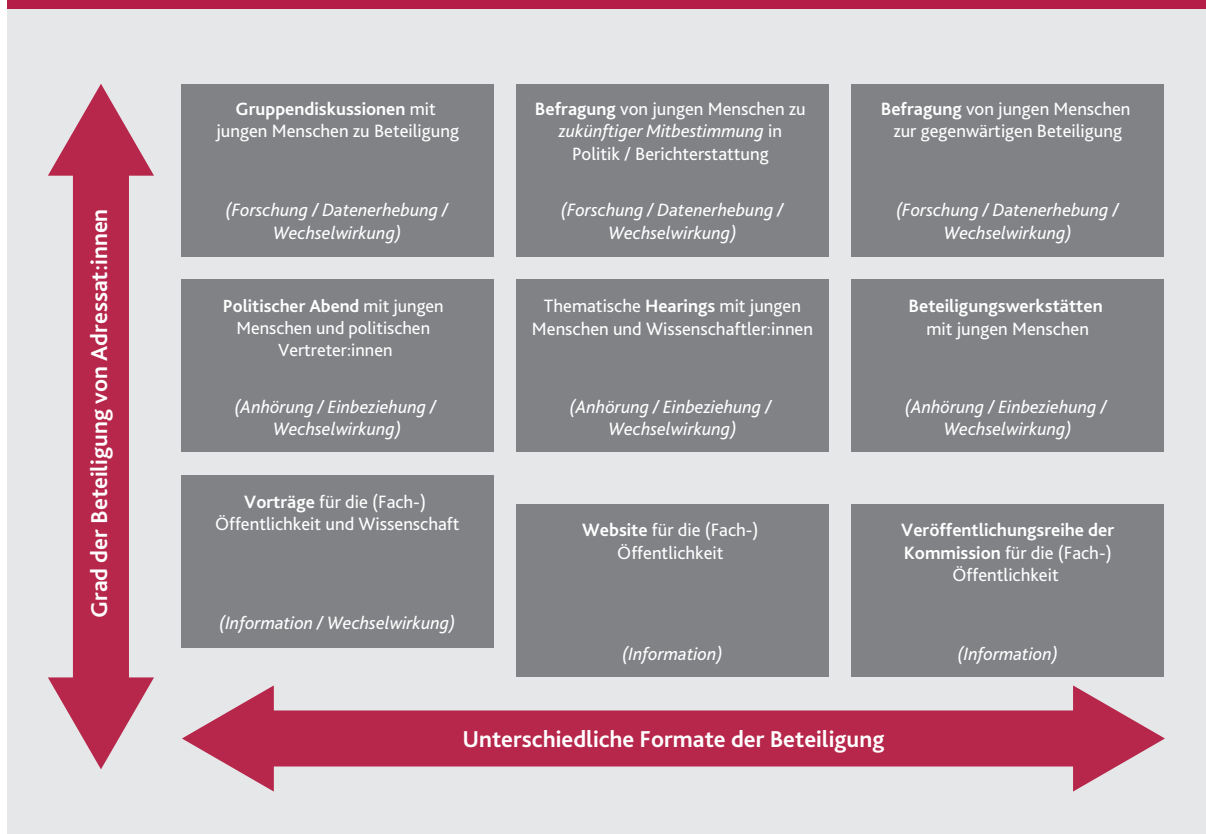 Grad der Beteiligung von Adressat:innen
Gruppendiskussionen mit
jungen Menschen zu Beteiligung
(Forschung / Datenerhebung /
Wechselwirkung)
Befragung von jungen Menschen zu
zukünftiger Mitbestimmung in
Politik / Berichterstattung
(Forschung / Datenerhebung /
Wechselwirkung)
Befragung von jungen Menschen
zur gegenwärtigen Beteiligung
(Forschung / Datenerhebung /
Wechselwirkung)
Politischer Abend mit jungen
Menschen und politischen
Vertreter:innen
(Anhörung / Einbeziehung /
Wechselwirkung)
Thematische Hearings mit jungen
Menschen und Wissenschaftler:innen
(Anhörung / Einbeziehung /
Wechselwirkung)
Beteiligungswerkstätten
mit jungen Menschen
(Anhörung / Einbeziehung /
Wechselwirkung)
Vorträge für die (Fach-)
Öffentlichkeit und Wissenschaft
(Information / Wechselwirkung)
Website für die (Fach-)
Öffentlichkeit
(Information)
Veröffentlichungsreihe der
Kommission für die (Fach-)
Öffentlichkeit
(Information)
Unterschiedliche Formate der Beteiligung